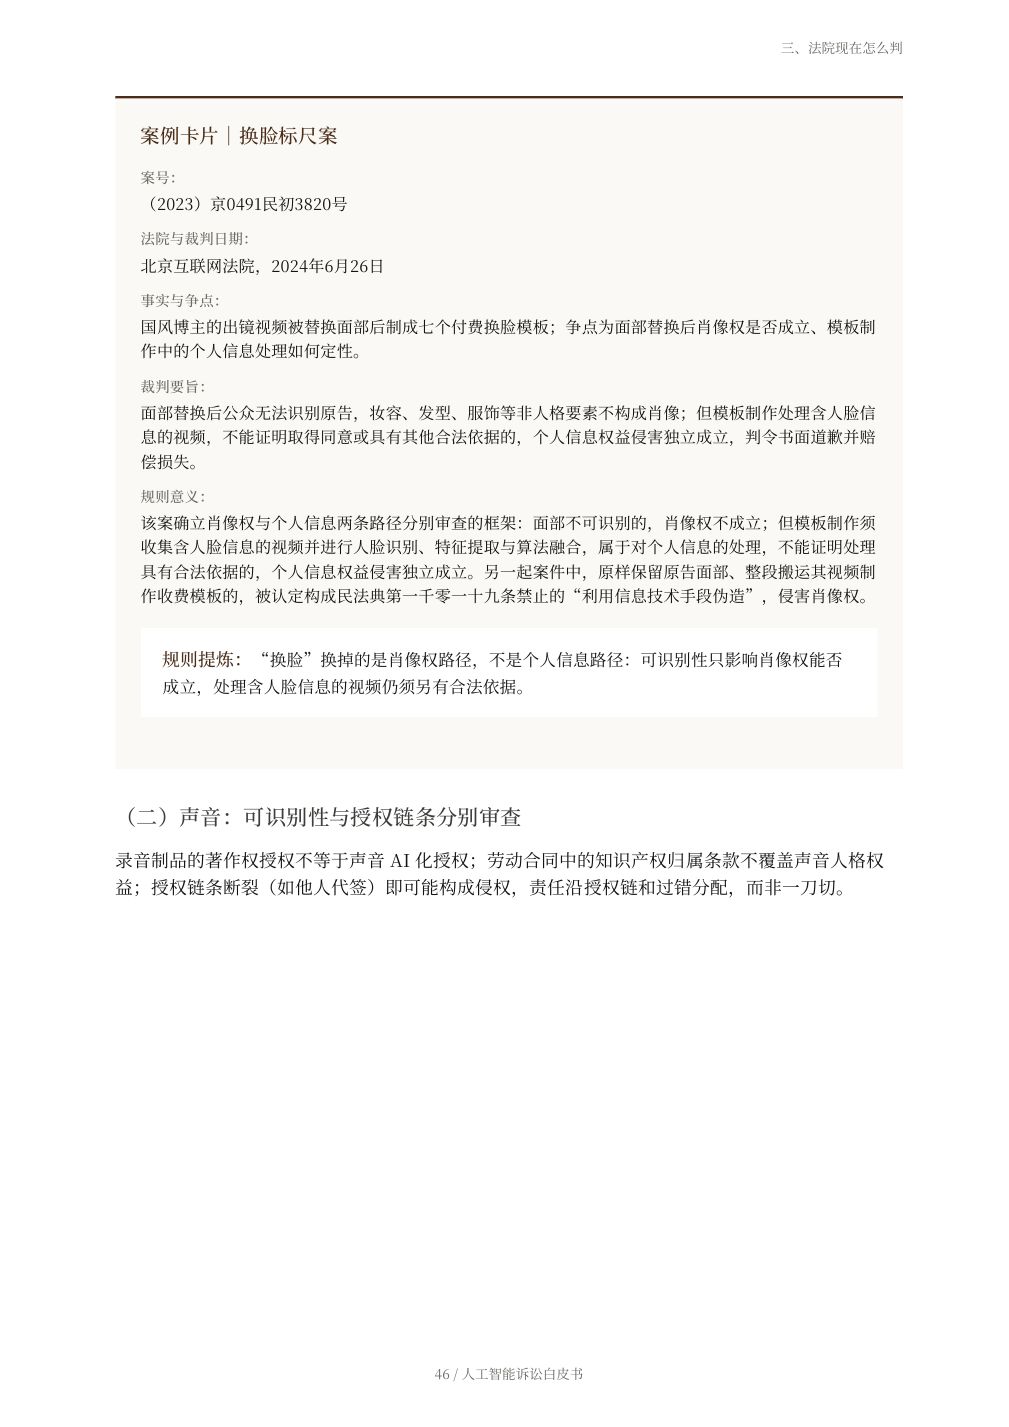 三、法院现在怎么判
案例卡片｜换脸标尺案
案号：
（2023）京0491民初3820号
法院与裁判日期：
北京互联网法院，2024年6月26日
事实与争点：
国风博主的出镜视频被替换面部后制成七个付费换脸模板；争点为面部替换后肖像权是否成立、模板制
作中的个人信息处理如何定性。
裁判要旨：
面部替换后公众无法识别原告，妆容、发型、服饰等非人格要素不构成肖像；但模板制作处理含人脸信
息的视频，不能证明取得同意或具有其他合法依据的，个人信息权益侵害独立成立，判令书面道歉并赔
偿损失。
规则意义：
该案确立肖像权与个人信息两条路径分别审查的框架：面部不可识别的，肖像权不成立；但模板制作须
收集含人脸信息的视频并进行人脸识别、特征提取与算法融合，属于对个人信息的处理，不能证明处理
具有合法依据的，个人信息权益侵害独立成立。另一起案件中，原样保留原告面部、整段搬运其视频制
作收费模板的，被认定构成民法典第一千零一十九条禁止的“利用信息技术手段伪造”，侵害肖像权。
规则提炼：“换脸”换掉的是肖像权路径，不是个人信息路径：可识别性只影响肖像权能否
成立，处理含人脸信息的视频仍须另有合法依据。
（二）声音：可识别性与授权链条分别审查
录音制品的著作权授权不等于声音 AI 化授权；劳动合同中的知识产权归属条款不覆盖声音人格权
益；授权链条断裂（如他人代签）即可能构成侵权，责任沿授权链和过错分配，而非一刀切。
46 / 人工智能诉讼白皮书